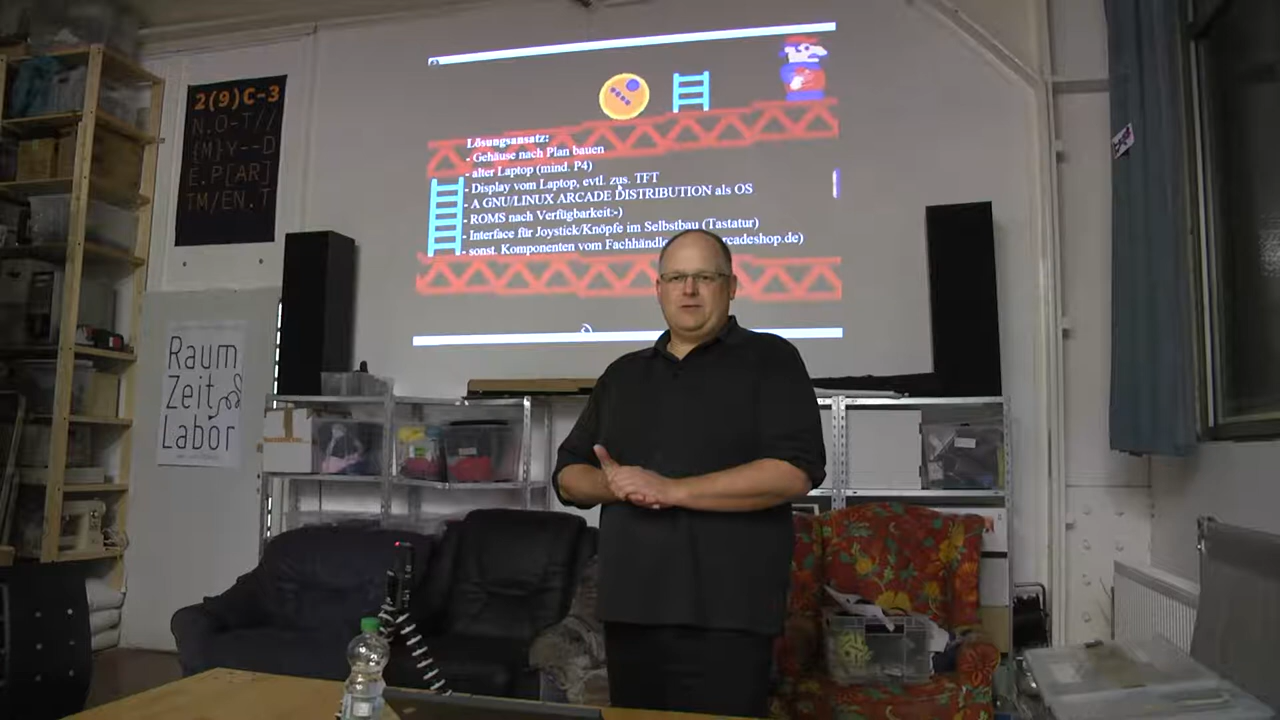 2(9)C-3
N.O-T//
{M}Y--D
E.P[AR]
TM/EN.T
Lösungsansatz:
- Gehäuse nach Plan bauen
- alter Laptop (mind. P4)
- Display vom Laptop, evtl. zus. TFT
- A GNU/LINUX ARCADE DISTRIBUTION als OS
- ROMS nach Verfügbarkeit:-)
- Interface für Joystick/Knöpfe im Selbstbau (Tastatur)
- sonst. Komponenten vom Fachhändle arcadeshop.de)
Raum
Zeit
Labor